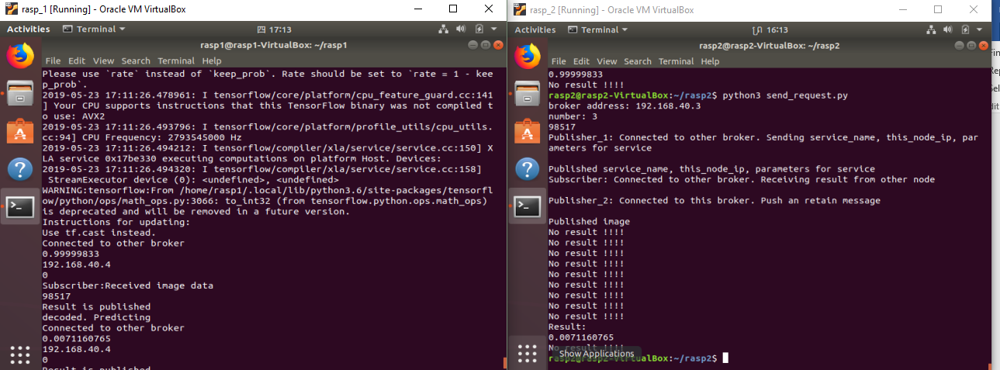 rasp_1 [Running] - Oracle VM VirtualBox
Activities Terminal 四 17:13
rasp1@rasp1-VirtualBox: ~/rasp1
File Edit View Search Terminal Help
Please use `rate` instead of `keep_prob`. Rate should be set to `rate = 1 - kee
p_prob`.
2019-05-23 17:11:26.478961: I tensorflow/core/platform/cpu_feature_guard.cc:141
] Your CPU supports instructions that this TensorFlow binary was not compiled t
o use: AVX2
2019-05-23 17:11:26.493796: I tensorflow/core/platform/profile_utils/cpu_utils.
cc:94] CPU Frequency: 2793545000 Hz
2019-05-23 17:11:26.494212: I tensorflow/compiler/xla/service/service.cc:150] X
LA service 0x17be330 executing computations on platform Host. Devices:
2019-05-23 17:11:26.494320: I tensorflow/compiler/xla/service/service.cc:158]
StreamExecutor device (0): <undefined>, <undefined>
WARNING:tensorflow:From /home/rasp1/.local/lib/python3.6/site-packages/tensorfl
ow/python/ops/math_ops.py:3066: to_int32 (from tensorflow.python.ops.math_ops)
is deprecated and will be removed in a future version.
Instructions for updating:
Use tf.cast instead.
Connected to other broker
0.99999833
192.168.40.4
0
Subscriber:Received image data
98517
Result is published
decoded. Predicting
Connected to other broker
0.0071160765
192.168.40.4
0
Result is published
rasp_2 [Running] - Oracle VM VirtualBox
Activities Terminal 16:13
rasp2@rasp2-VirtualBox: ~/rasp2
File Edit View Search Terminal Help
0.99999833
No result !!!!
rasp2@rasp2-VirtualBox:~/rasp2$ python3 send_request.py
broker address: 192.168.40.3
number: 3
98517
Publisher_1: Connected to other broker. Sending service_name, this_node_ip, par
ameters for service
Published service_name, this_node_ip, parameters for service
Subscriber: Connected to other broker. Receiving result from other node
Publisher_2: Connected to this broker. Push an retain message
Published image
No result !!!!
No result !!!!
No result !!!!
No result !!!!
No result !!!!
No result !!!!
No result !!!!
No result !!!!
No result !!!!
Result:
0.0071160765
No result !!!!
Show Applications
rasp2@rasp2-VirtualBox:~/rasp2$